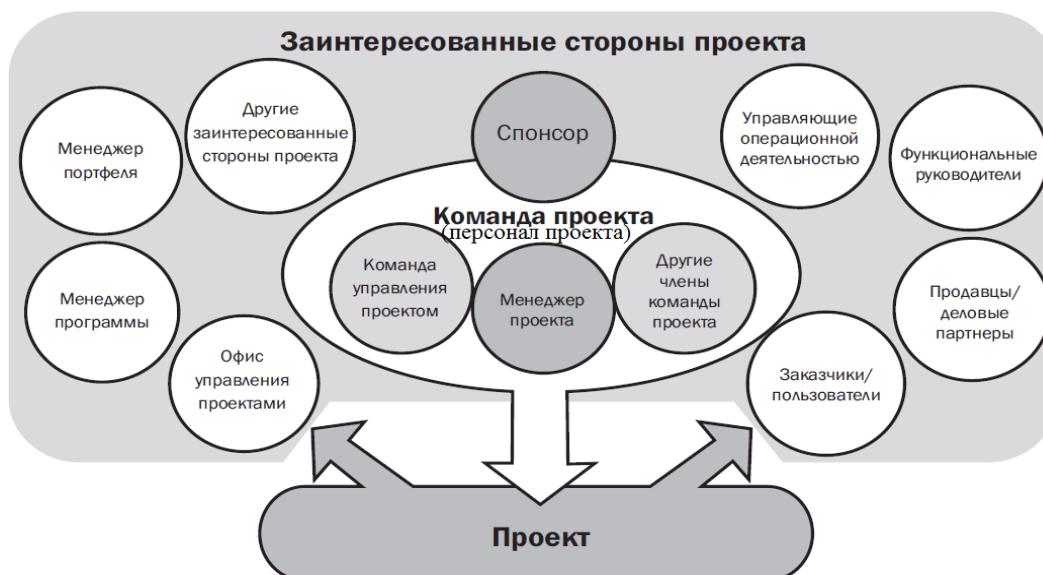 Заинтересованные стороны проекта
Менеджер
портфеля
Другие
заинтересованные
стороны проекта
Спонсор
Управляющие
операционной
деятельностью
Функциональные
руководители
Команда проекта
(персонал проекта)
Команда
управления
проектом
Менеджер
проекта
Другие
члены
команды
проекта
Менеджер
программы
Офис
управления
проектами
Продавцы/
деловые
партнеры
Заказчики/
пользователи
Проект